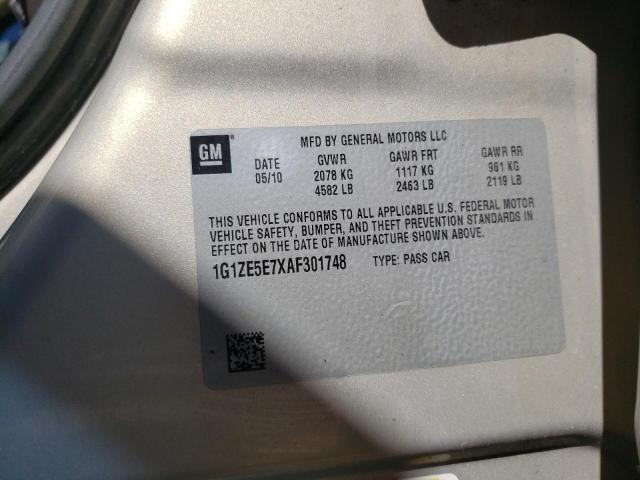 GM
MFD BY GENERAL MOTORS LLC
DATE GVWR GAWR FRT GAWR RR
05/10 2078 KG 1117 KG 961 KG
4582 LB 2463 LB 2119 LB
THIS VEHICLE CONFORMS TO ALL APPLICABLE U.S. FEDERAL MOTOR
VEHICLE SAFETY, BUMPER, AND THEFT PREVENTION STANDARDS IN
EFFECT ON THE DATE OF MANUFACTURE SHOWN ABOVE.
1G1ZE5E7XAF301748 TYPE: PASS CAR